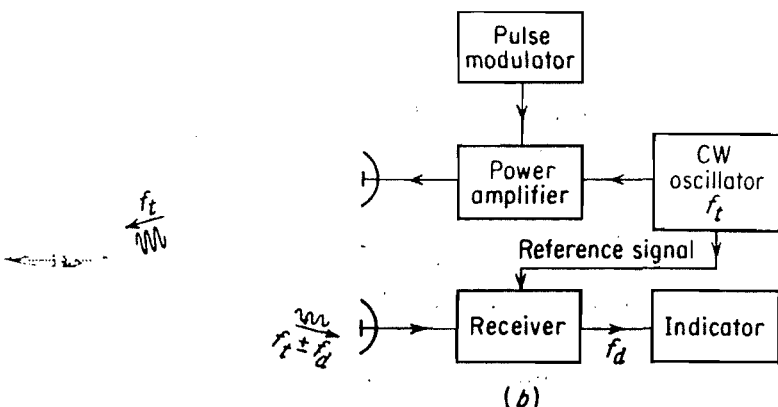 Pulse
modulator
Power
amplifier
CW
oscillator
f_t
f_t
Reference signal
f_t ± f_d
Receiver
f_d
Indicator
(b)